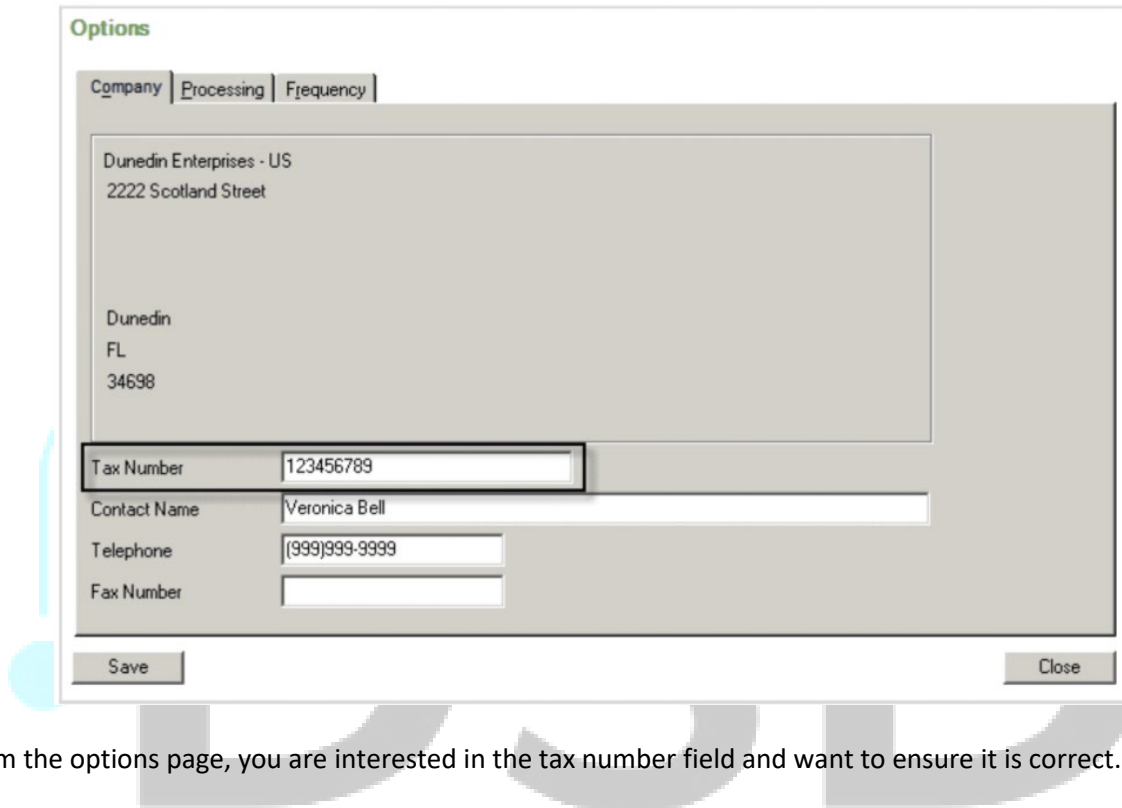 Options
Company Processing Frequency
Dunedin Enterprises - US
2222 Scotland Street
Dunedin
FL
34698
Tax Number 123456789
Contact Name Veronica Bell
Telephone (999)999-9999
Fax Number
Save Close
m the options page, you are interested in the tax number field and want to ensure it is correct.